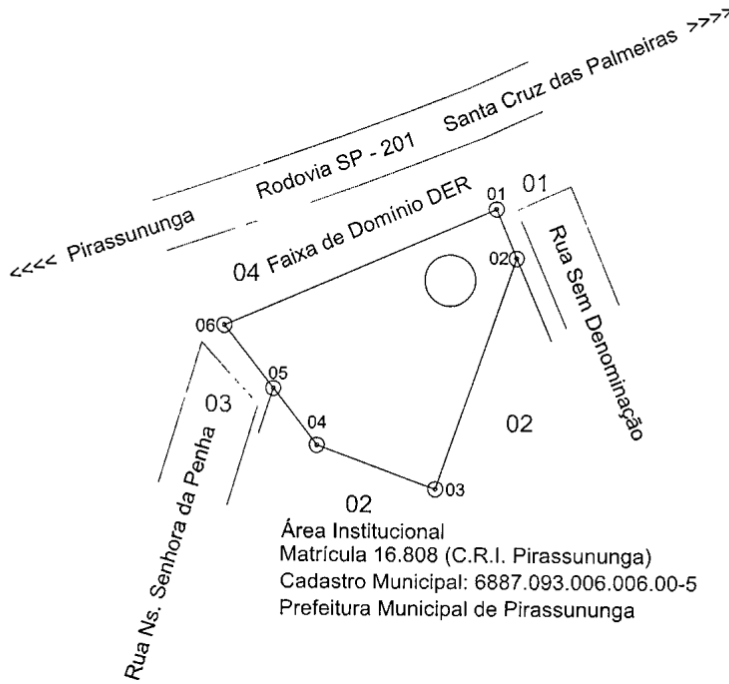 Santa Cruz das Palmeiras >>>>
Rodovia SP - 201
<<<< Pirassununga
Faixa de Domínio DER
04
01
01
02
Rua Sem Denominação
06
05
03
04
02
03
02
Rua Ns. Senhora da Penha
Área Institucional
Matrícula 16.808 (C.R.I. Pirassununga)
Cadastro Municipal: 6887.093.006.006.00-5
Prefeitura Municipal de Pirassununga